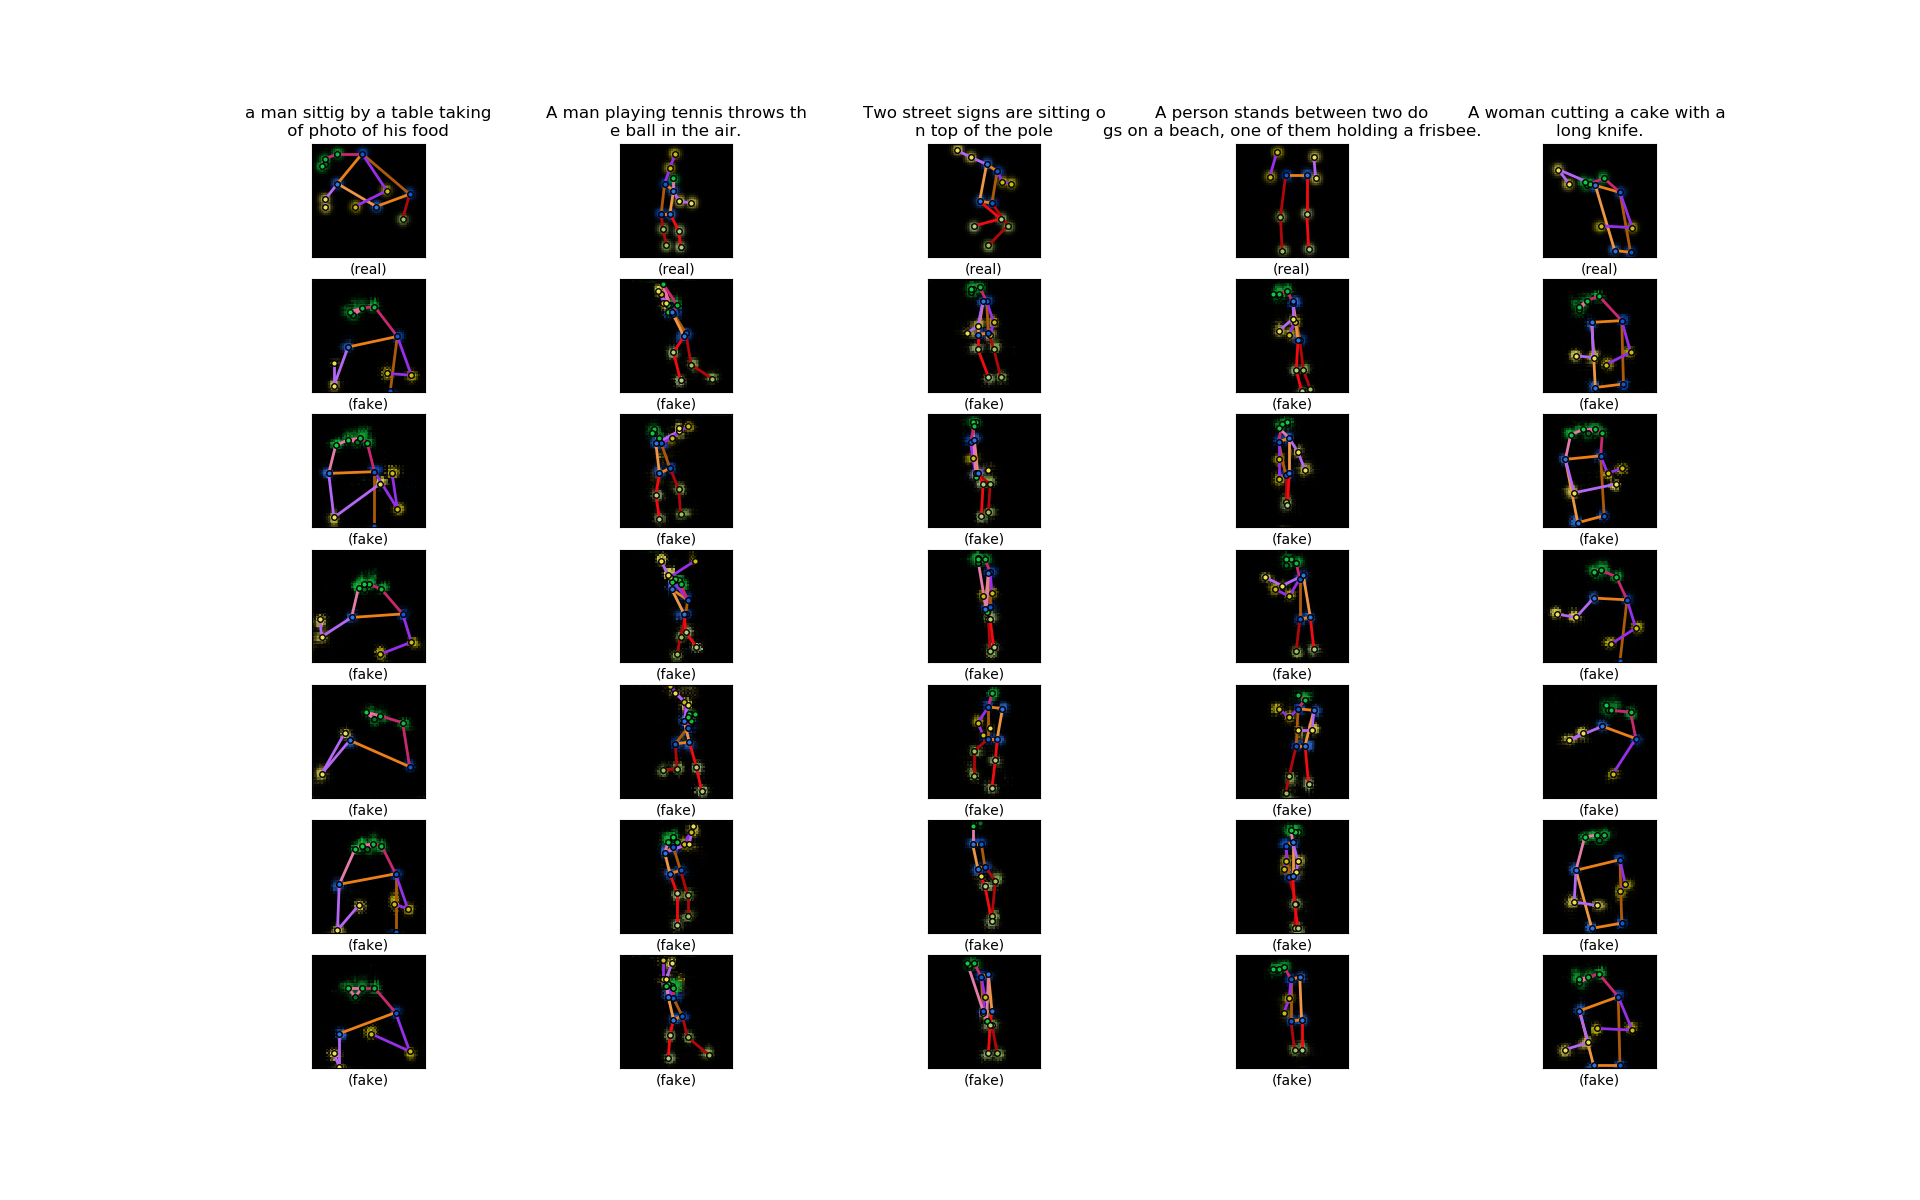 a man sittig by a table taking
of photo of his food
A man playing tennis throws th
e ball in the air.
Two street signs are sitting o
n top of the pole
A person stands between two do
gs on a beach, one of them holding a frisbee.
A woman cutting a cake with a
long knife.
(real) (real) (real) (real) (real)
(fake) (fake) (fake) (fake) (fake)
(fake) (fake) (fake) (fake) (fake)
(fake) (fake) (fake) (fake) (fake)
(fake) (fake) (fake) (fake) (fake)
(fake) (fake) (fake) (fake) (fake)
(fake) (fake) (fake) (fake) (fake)